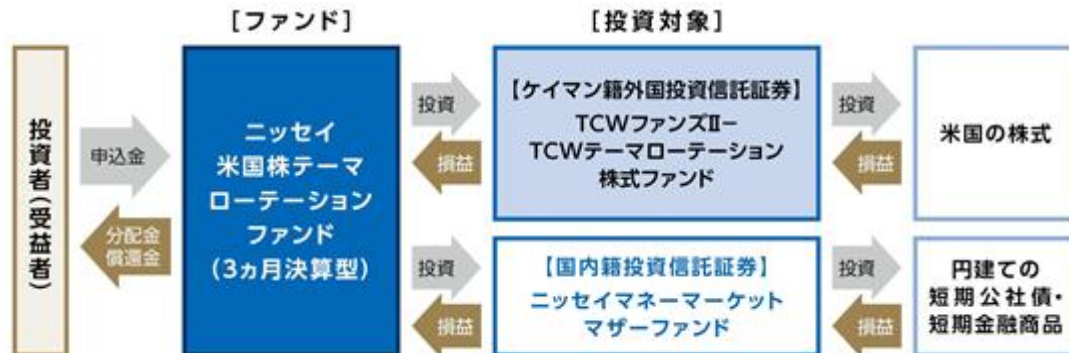 [ファンド]
[投資対象]
投資者(受益者)
申込金
分配金
償還金
ニッセイ
米国株テーマ
ローテーション
ファンド
(3ヵ月決算型)
投資
損益
【ケイマン籍外国投資信託証券】
TCWファンズⅡー
TCWテーマローテーション
株式ファンド
投資
損益
米国の株式
投資
損益
【国内籍投資信託証券】
ニッセイマネーマーケット
マザーファンド
投資
損益
円建ての
短期公社債・
短期金融商品